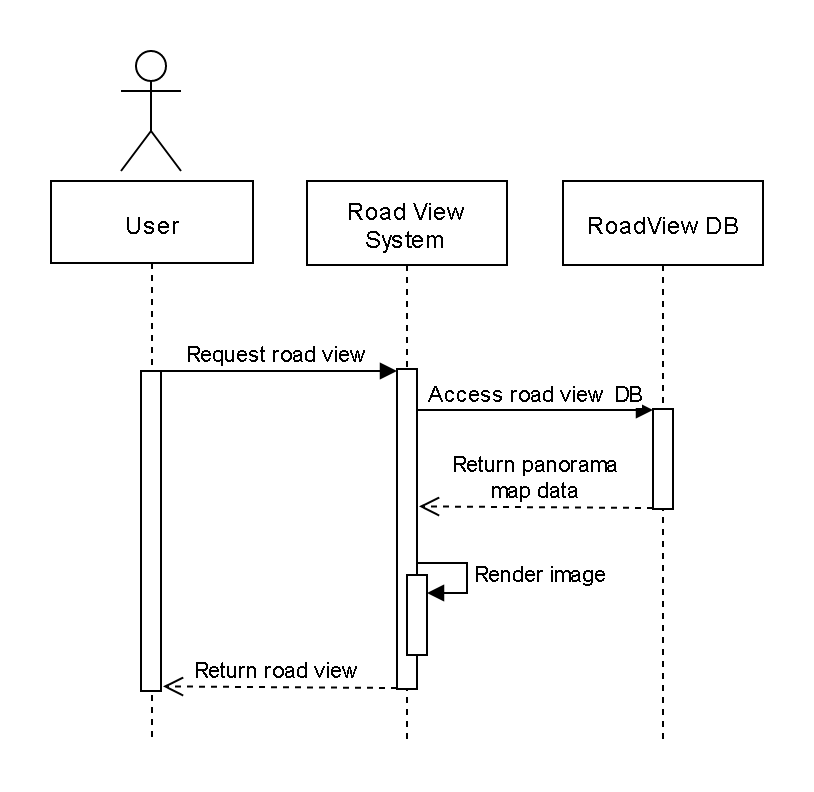 User
Road View
System
RoadView DB
Request road view
Access road view  DB
Return panorama
map data
Render image
Return road view